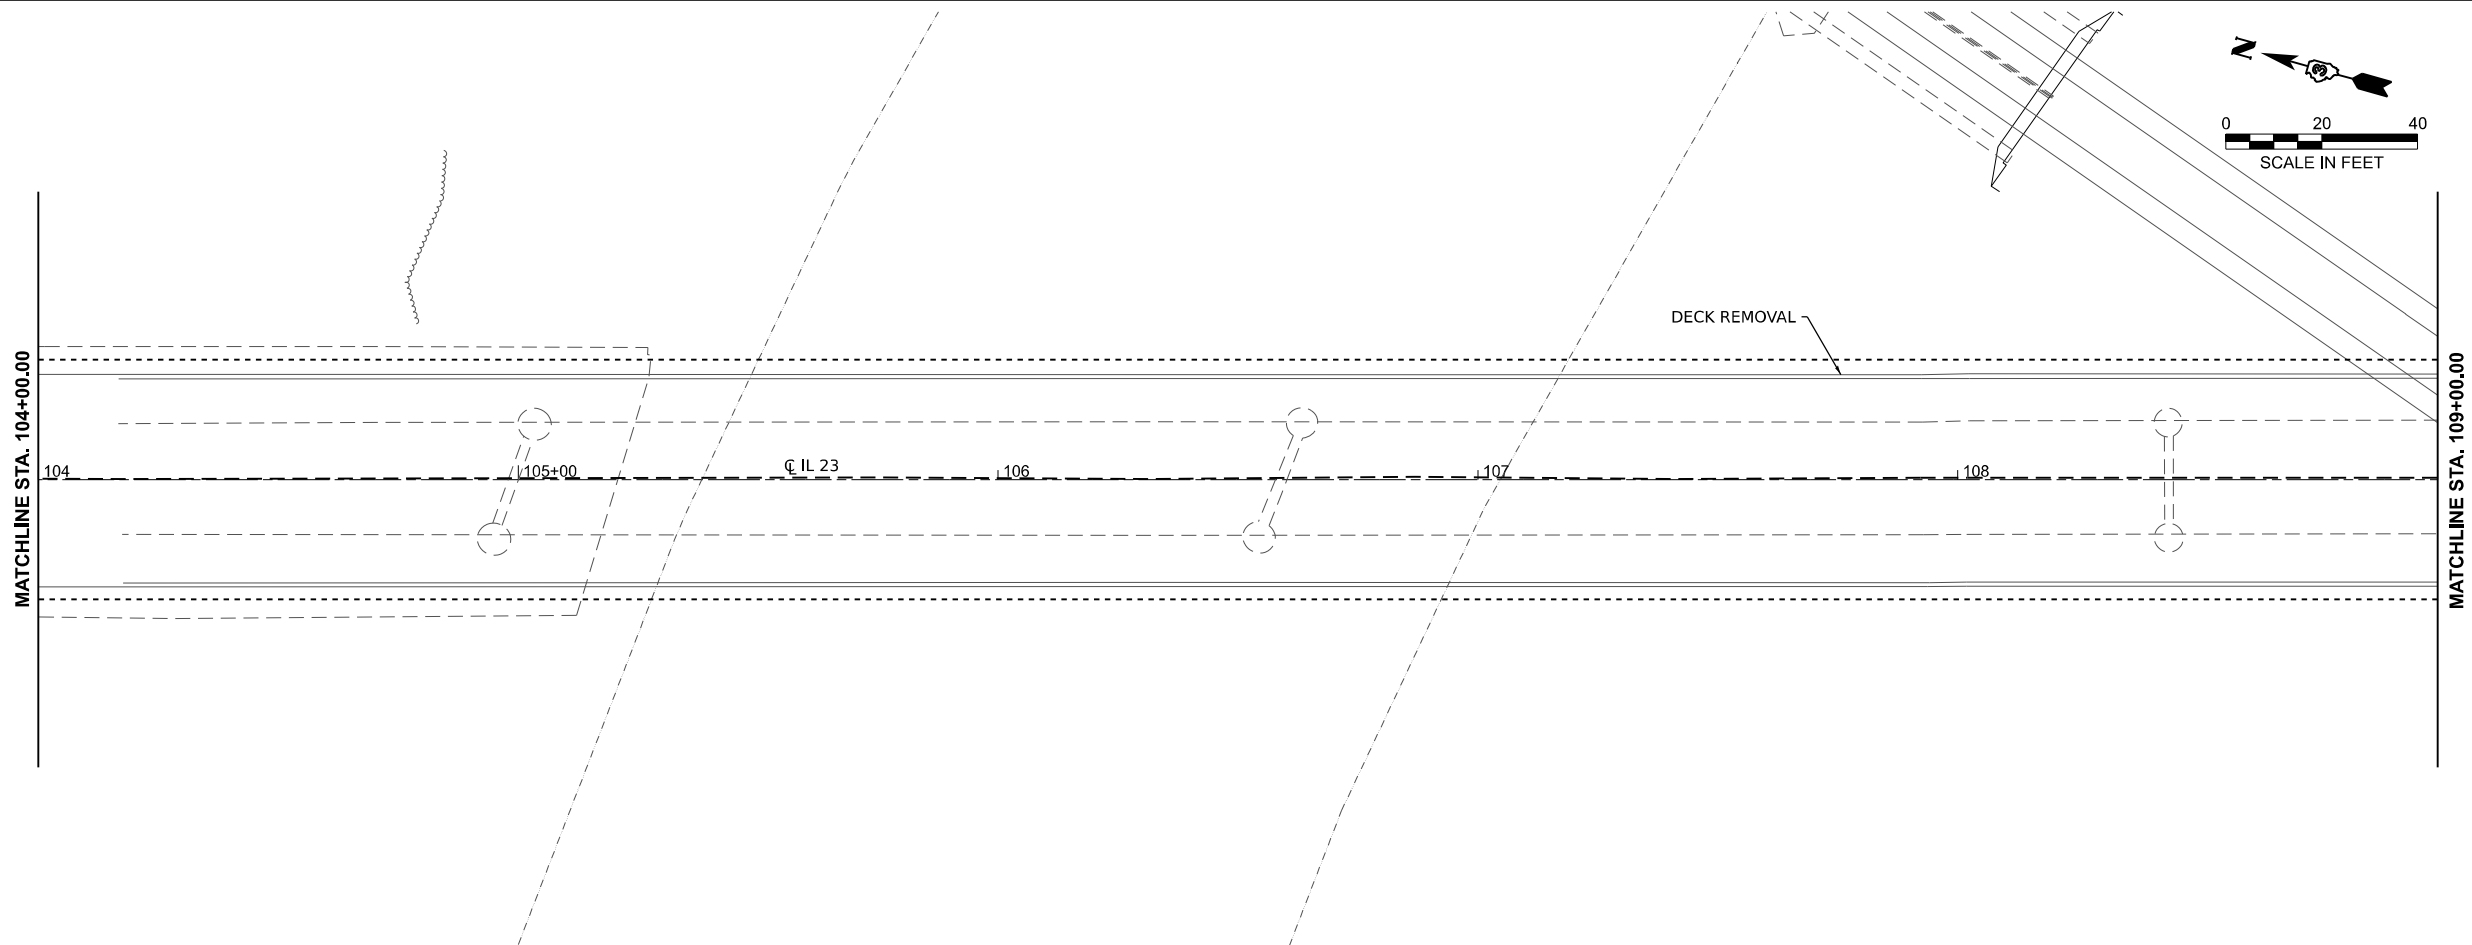 N
3
0 20 40
SCALE IN FEET
DECK REMOVAL
MATCHLINE STA. 104+00.00
104 105+00 ℄ IL 23 106 107 108
MATCHLINE STA. 109+00.00